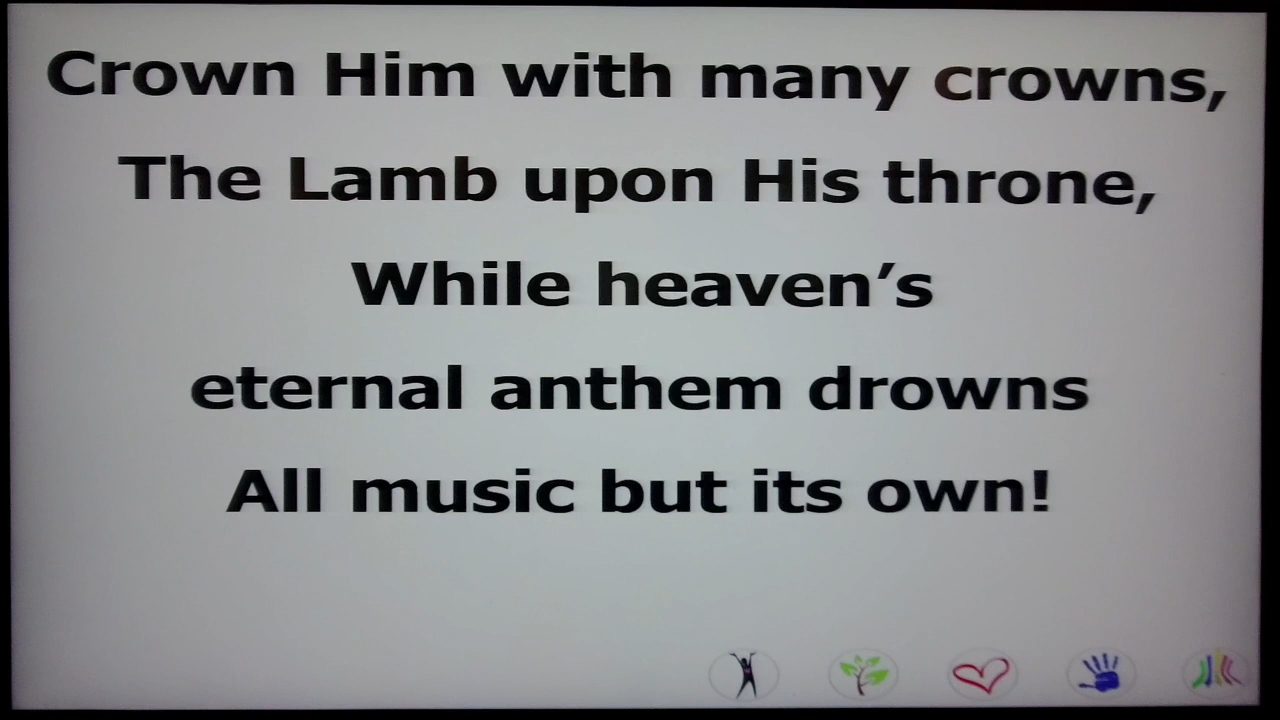 Crown Him with many crowns,
The Lamb upon His throne,
While heaven’s
eternal anthem drowns
All music but its own!